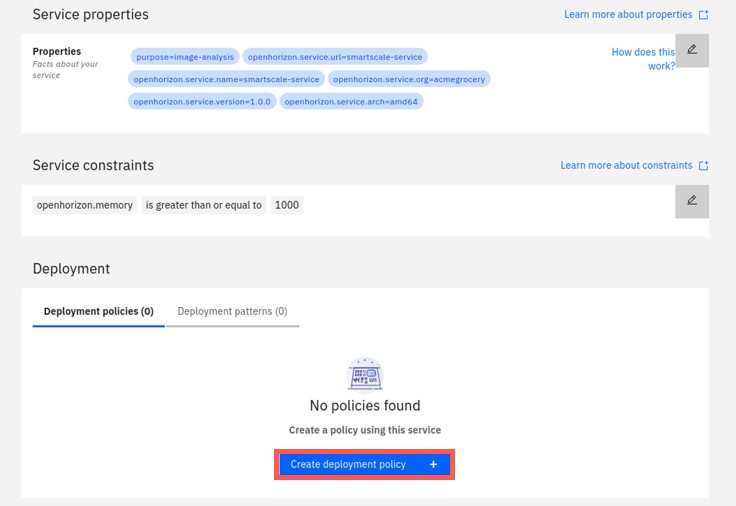 Service properties
Learn more about properties
Properties
Facts about your
service
purpose=image-analysis
openhorizon.service.url=smartscale-service
openhorizon.service.name=smartscale-service
openhorizon.service.org=acmegrocery
openhorizon.service.version=1.0.0
openhorizon.service.arch=amd64
How does this
work?
Service constraints
Learn more about constraints
openhorizon.memory is greater than or equal to 1000
Deployment
Deployment policies (0)
Deployment patterns (0)
No policies found
Create a policy using this service
Create deployment policy +